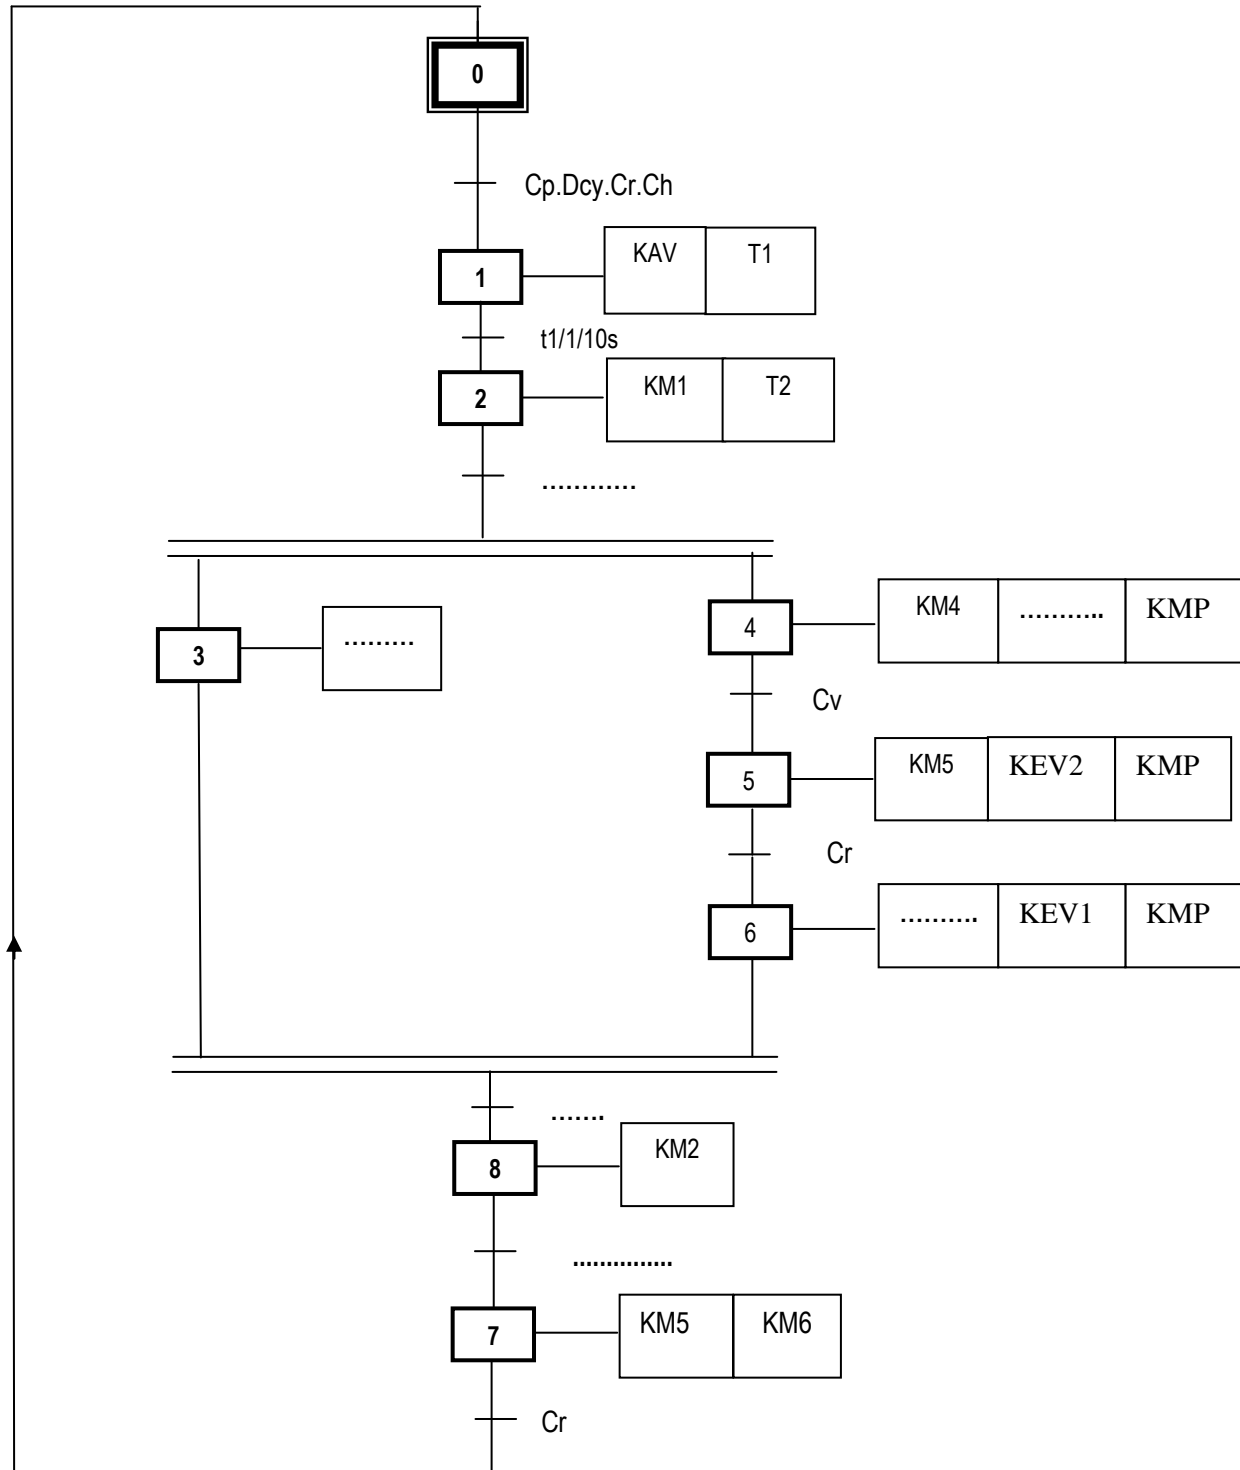 0
Cp.Dcy.Cr.Ch
1
KAV T1
t1/1/10s
2
KM1 T2
............
4
KM4 ........... KMP
3
.........
Cv
5
KM5 KEV2 KMP
Cr
6
.......... KEV1 KMP
.......
8
KM2
...............
7
KM5 KM6
Cr